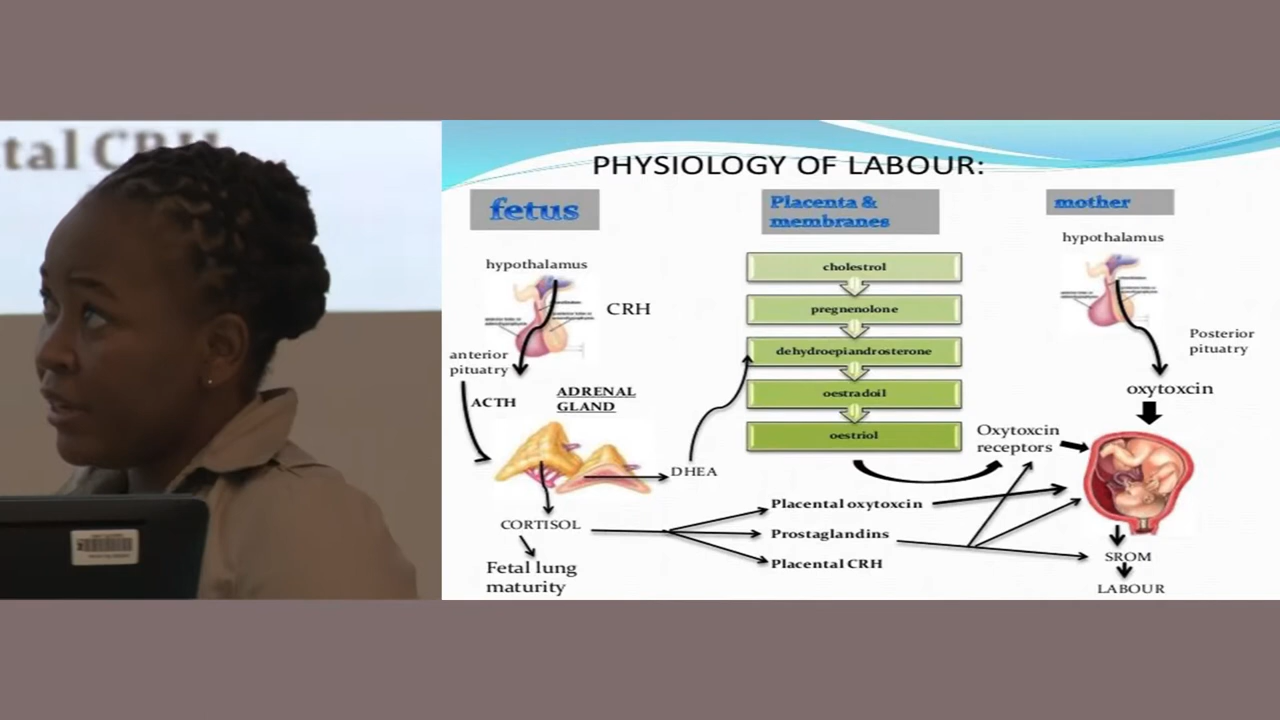 tal CRH
PHYSIOLOGY OF LABOUR:
fetus
Placenta &
membranes
mother
hypothalamus
hypothalamus
CRH
anterior
pituatry
ACTH
ADRENAL
GLAND
DHEA
CORTISOL
Fetal lung
maturity
cholestrol
pregnenolone
dehydroepiandrosterone
oestradoil
oestriol
Placental oxytoxcin
Prostaglandins
Placental CRH
Oxytoxcin
receptors
Posterior
pituatry
oxytoxcin
SROM
LABOUR